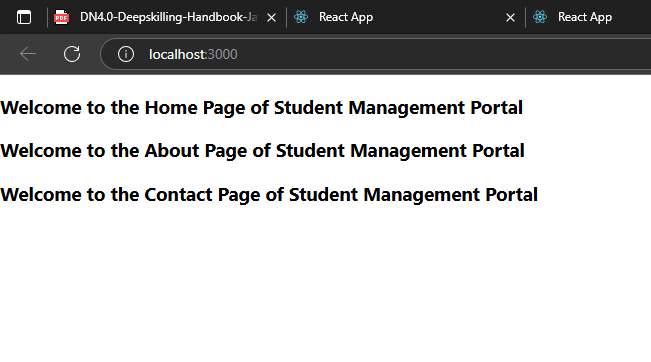 PDF DN4.0-Deepskilling-Handbook-Ja React App React App
localhost:3000
Welcome to the Home Page of Student Management Portal
Welcome to the About Page of Student Management Portal
Welcome to the Contact Page of Student Management Portal